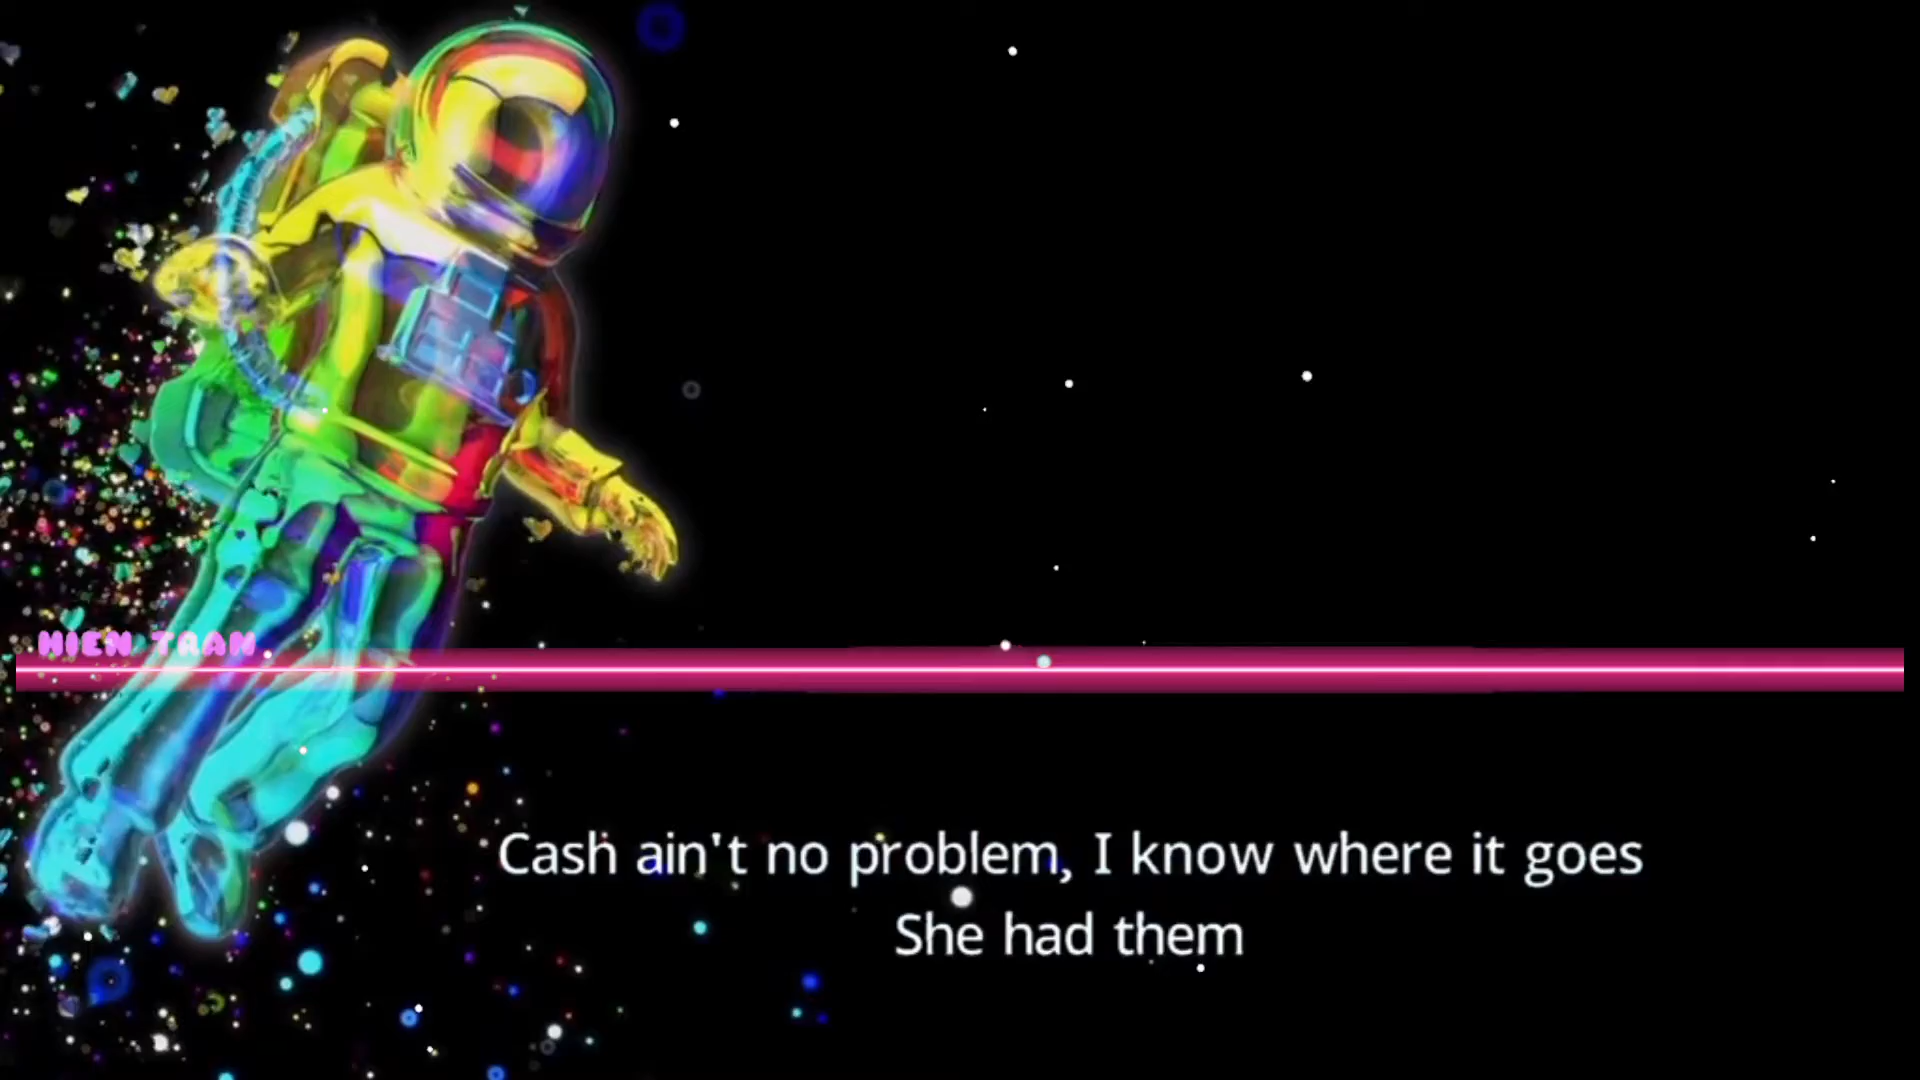 HIEN TRAN
Cash ain't no problem, I know where it goes
She had them